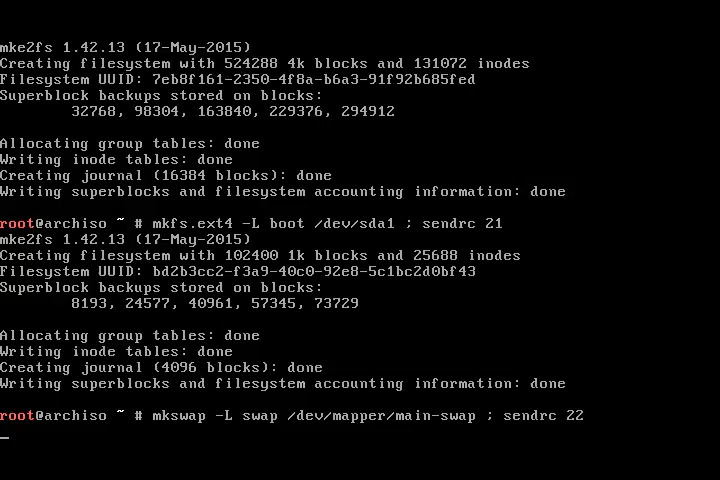 mke2fs 1.42.13 (17-May-2015)
Creating filesystem with 524288 4k blocks and 131072 inodes
Filesystem UUID: 7eb8f161-2350-4f8a-b6a3-91f92b685fed
Superblock backups stored on blocks:
        32768, 98304, 163840, 229376, 294912

Allocating group tables: done
Writing inode tables: done
Creating journal (16384 blocks): done
Writing superblocks and filesystem accounting information: done

root@archiso ~ # mkfs.ext4 -L boot /dev/sda1 ; sendrc 21
mke2fs 1.42.13 (17-May-2015)
Creating filesystem with 102400 1k blocks and 25688 inodes
Filesystem UUID: bd2b3cc2-f3a9-40c0-92e8-5c1bc2d0bf43
Superblock backups stored on blocks:
        8193, 24577, 40961, 57345, 73729

Allocating group tables: done
Writing inode tables: done
Creating journal (4096 blocks): done
Writing superblocks and filesystem accounting information: done

root@archiso ~ # mkswap -L swap /dev/mapper/main-swap ; sendrc 22